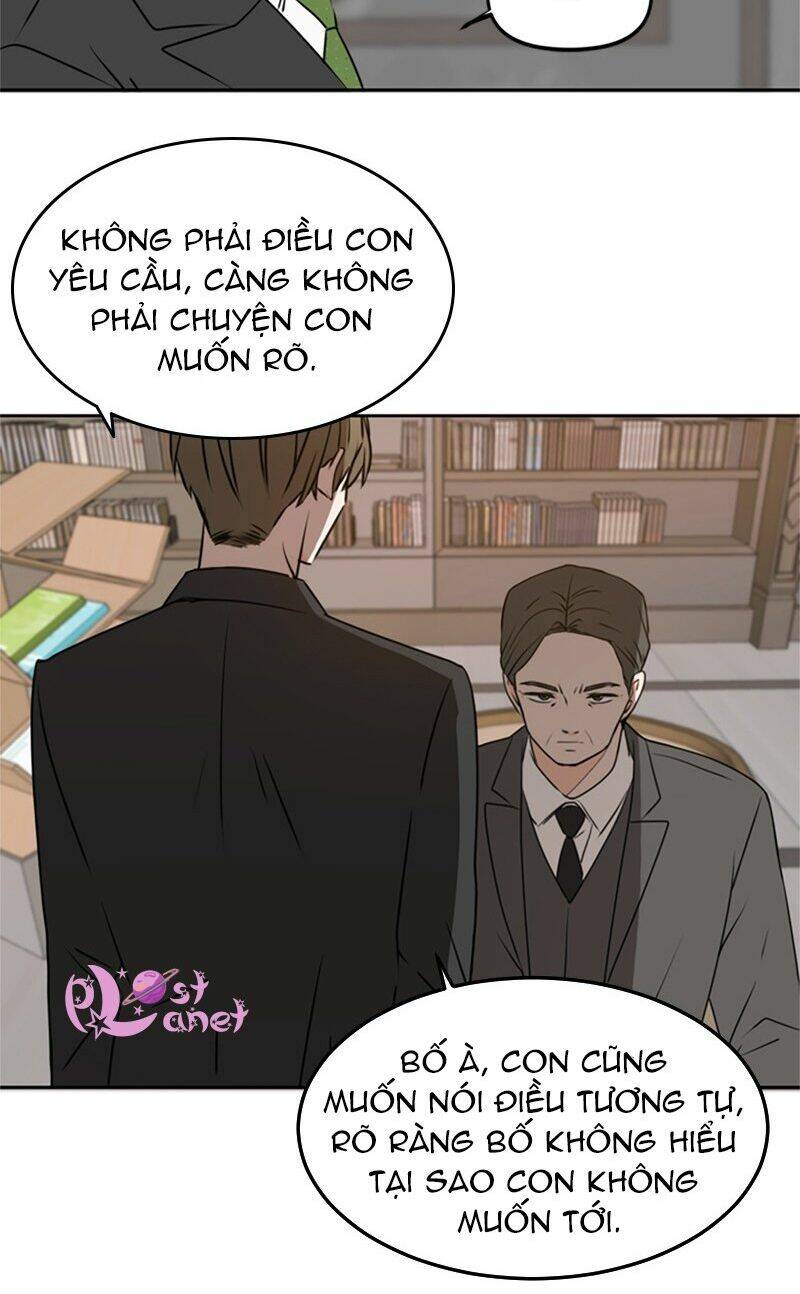 KHÔNG PHẢI ĐIỀU CON
YÊU CẦU, CÀNG KHÔNG
PHẢI CHUYỆN CON
MUỐN RÕ.
Lost
Planet
BỐ À, CON CŨNG
MUỐN NÓI ĐIỀU TƯƠNG TỰ,
RÕ RÀNG BỐ KHÔNG HIỂU
TẠI SAO CON KHÔNG
MUỐN TỚI.